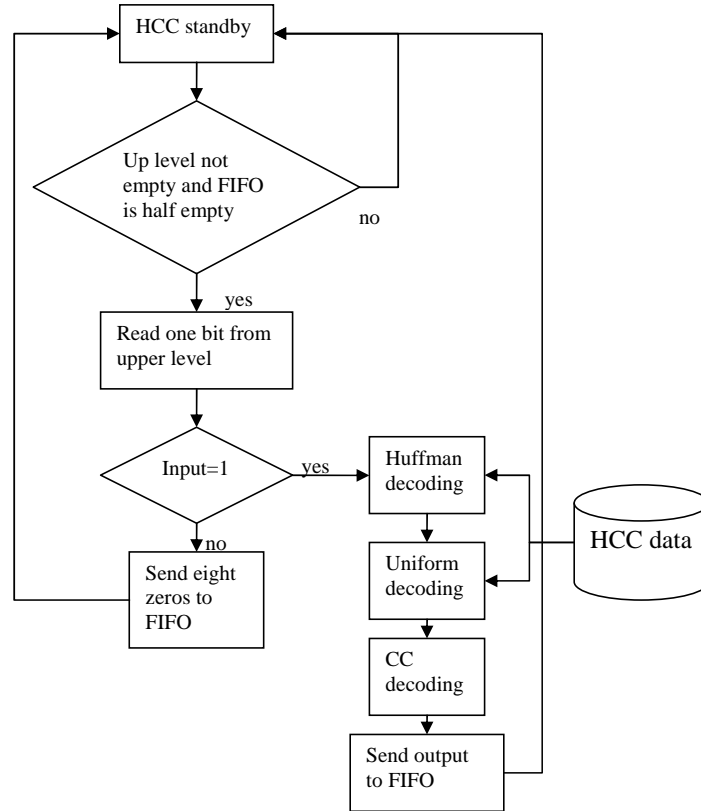 HCC standby
Up level not
empty and FIFO
is half empty
no
yes
Read one bit from
upper level
Input=1
yes
no
Send eight
zeros to
FIFO
Huffman
decoding
Uniform
decoding
CC
decoding
Send output
to FIFO
HCC data